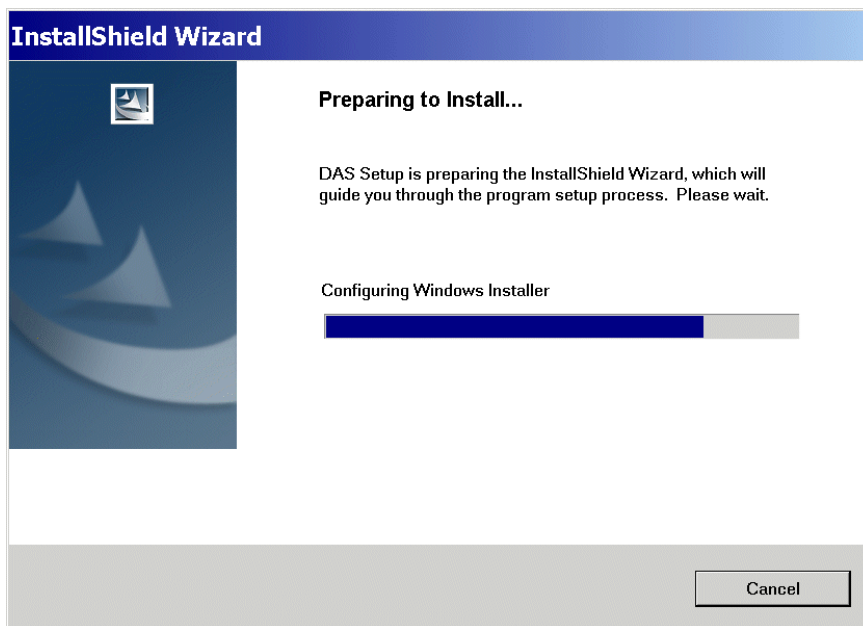 InstallShield Wizard
Preparing to Install...
DAS Setup is preparing the InstallShield Wizard, which will
guide you through the program setup process.  Please wait.
Configuring Windows Installer
Cancel